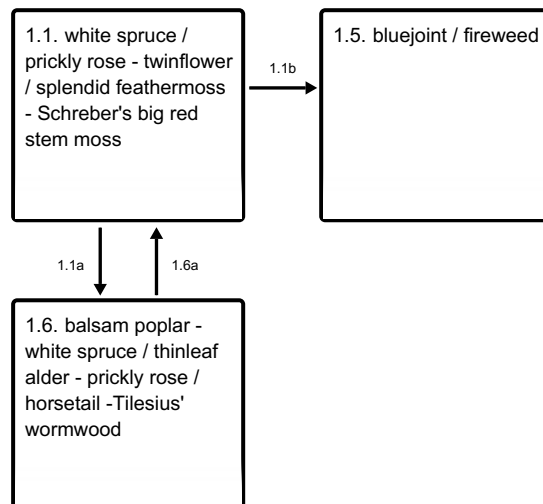 1.1. white spruce /
prickly rose - twinflower
/ splendid feathermoss
- Schreber's big red
stem moss
1.1b
1.5. bluejoint / fireweed
1.1a
1.6a
1.6. balsam poplar -
white spruce / thinleaf
alder - prickly rose /
horsetail -Tilesius'
wormwood